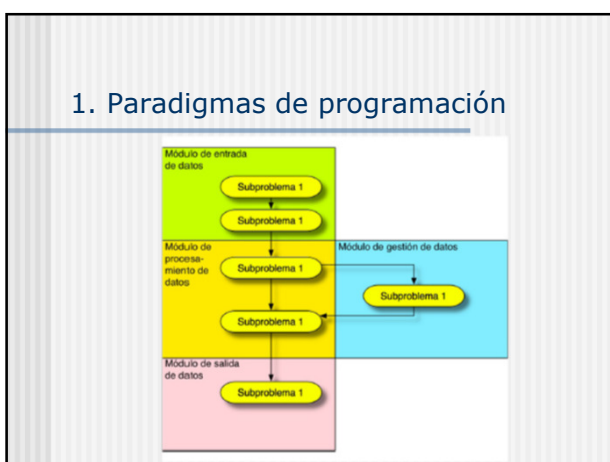 1. Paradigmas de programación
Módulo de entrada
de datos
Subproblema 1
Subproblema 1
Módulo de
procesa-
miento de
datos
Subproblema 1
Módulo de gestión de datos
Subproblema 1
Subproblema 1
Módulo de salida
de datos
Subproblema 1